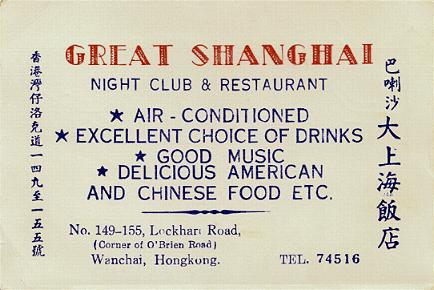 GREAT SHANGHAI
NIGHT CLUB & RESTAURANT
★ AIR - CONDITIONED
★ EXCELLENT CHOICE OF DRINKS
★ GOOD MUSIC
★ DELICIOUS AMERICAN
AND CHINESE FOOD ETC.
No. 149-155, Lockhart Road,
(Corner of O'Brien Road)
Wanchai, Hongkong.
TEL. 74516
巴喇沙大上海飯店
香港灣仔洛克道一四九至一五五號